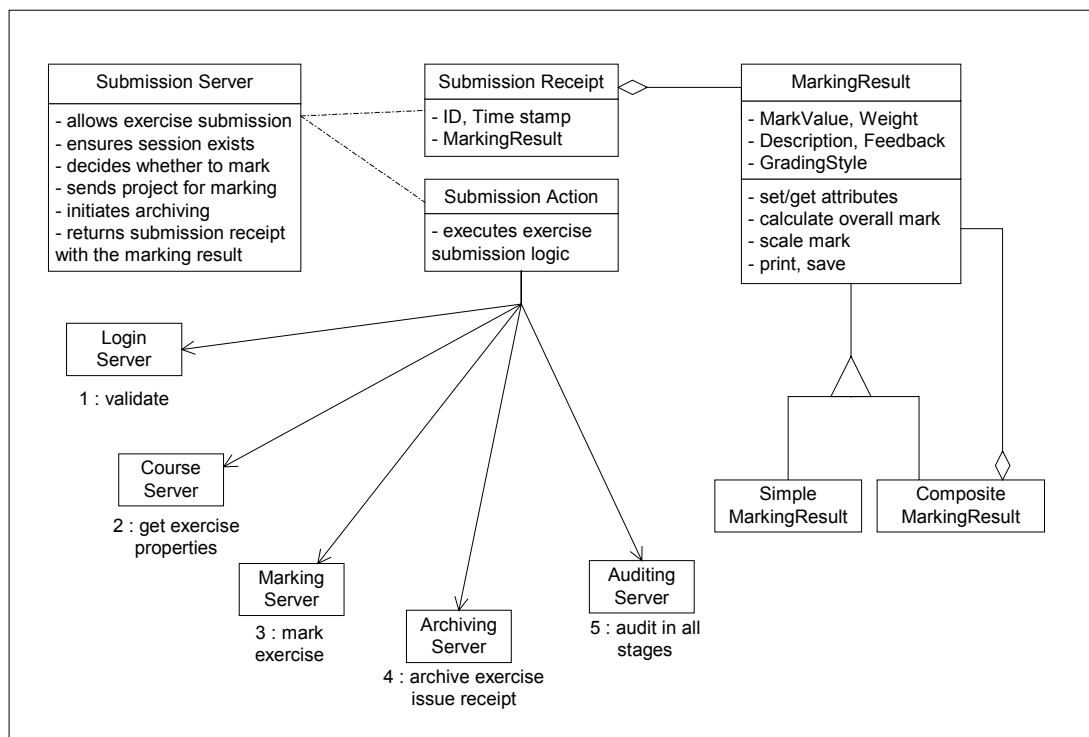 Submission Server
- allows exercise submission
- ensures session exists
- decides whether to mark
- sends project for marking
- initiates archiving
- returns submission receipt
with the marking result
Submission Receipt
- ID, Time stamp
- MarkingResult
Submission Action
- executes exercise
submission logic
MarkingResult
- MarkValue, Weight
- Description, Feedback
- GradingStyle
- set/get attributes
- calculate overall mark
- scale mark
- print, save
Login
Server
1 : validate
Course
Server
2 : get exercise
properties
Marking
Server
3 : mark
exercise
Archiving
Server
4 : archive exercise
issue receipt
Auditing
Server
5 : audit in all
stages
Simple
MarkingResult
Composite
MarkingResult